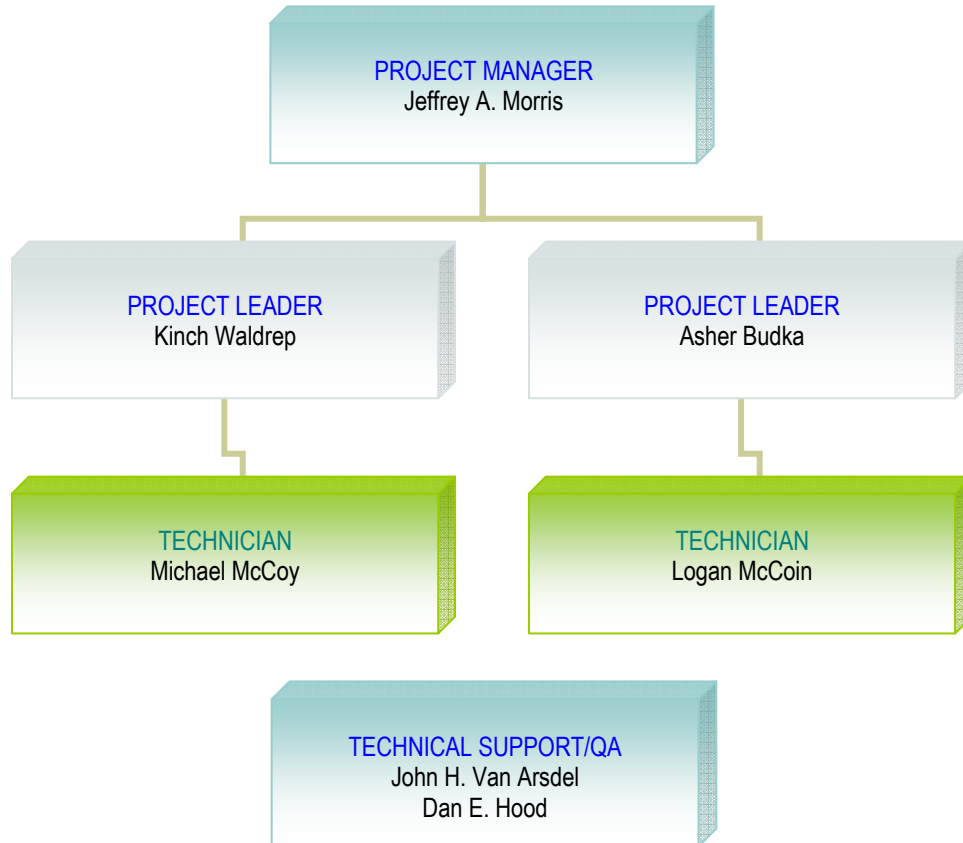 PROJECT MANAGER
Jeffrey A. Morris
PROJECT LEADER
Kinch Waldrep
PROJECT LEADER
Asher Budka
TECHNICIAN
Michael McCoy
TECHNICIAN
Logan McCoin
TECHNICAL SUPPORT/QA
John H. Van Arsdel
Dan E. Hood